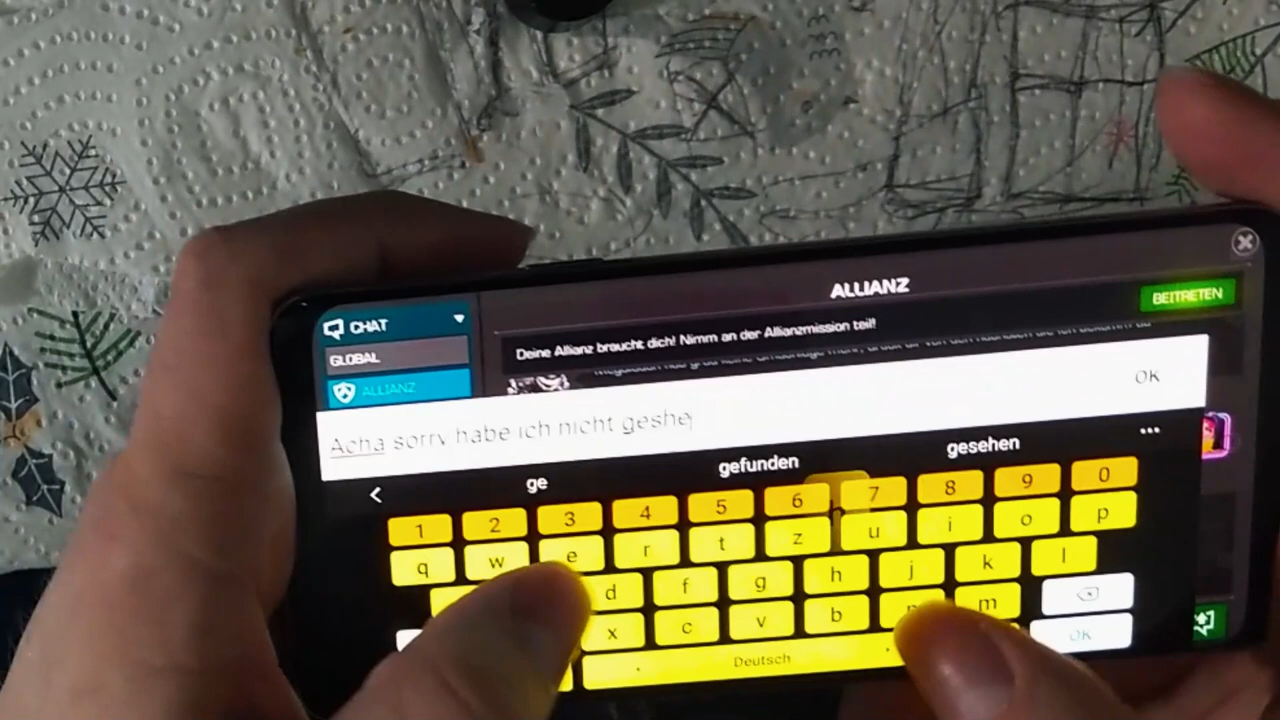 ALLIANZ
CHAT
BEITRETEN
Deine Allianz braucht dich! Nimm an der Allianzmission teil!
GLOBAL
ALLIANZ
OK
Acha sorry habe ich nicht geshe
ge gefunden gesehen
1 2 3 4 5 6 7 8 9 0
q w e r t z u i o p
d f g h j k l
x c v b m
OK
Deutsch